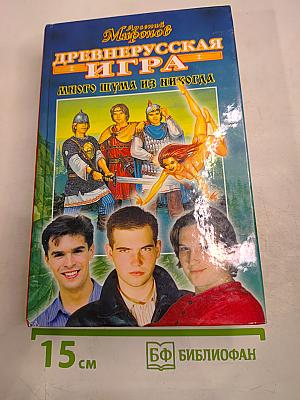 Арсений
Миронов
ДРЕВНЕРУССКАЯ
ИГРА
МНОГО ШУМА ИЗ НИКОГДА
15 см
БФ БИБЛИОФАН